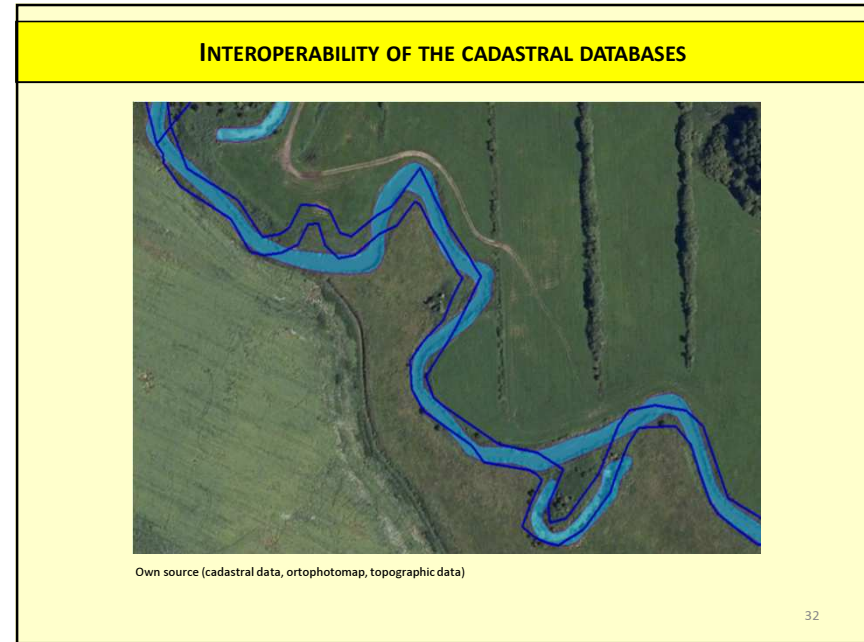 INTEROPERABILITY OF THE CADASTRAL DATABASES
Own source (cadastral data, ortophotomap, topographic data)
32